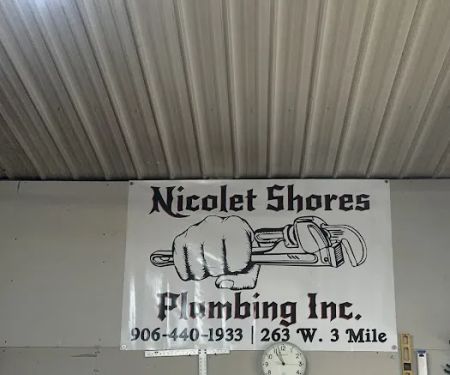 Nicolet Shores
Plumbing Inc.
906-440-1933 | 263 W. 3 Mile